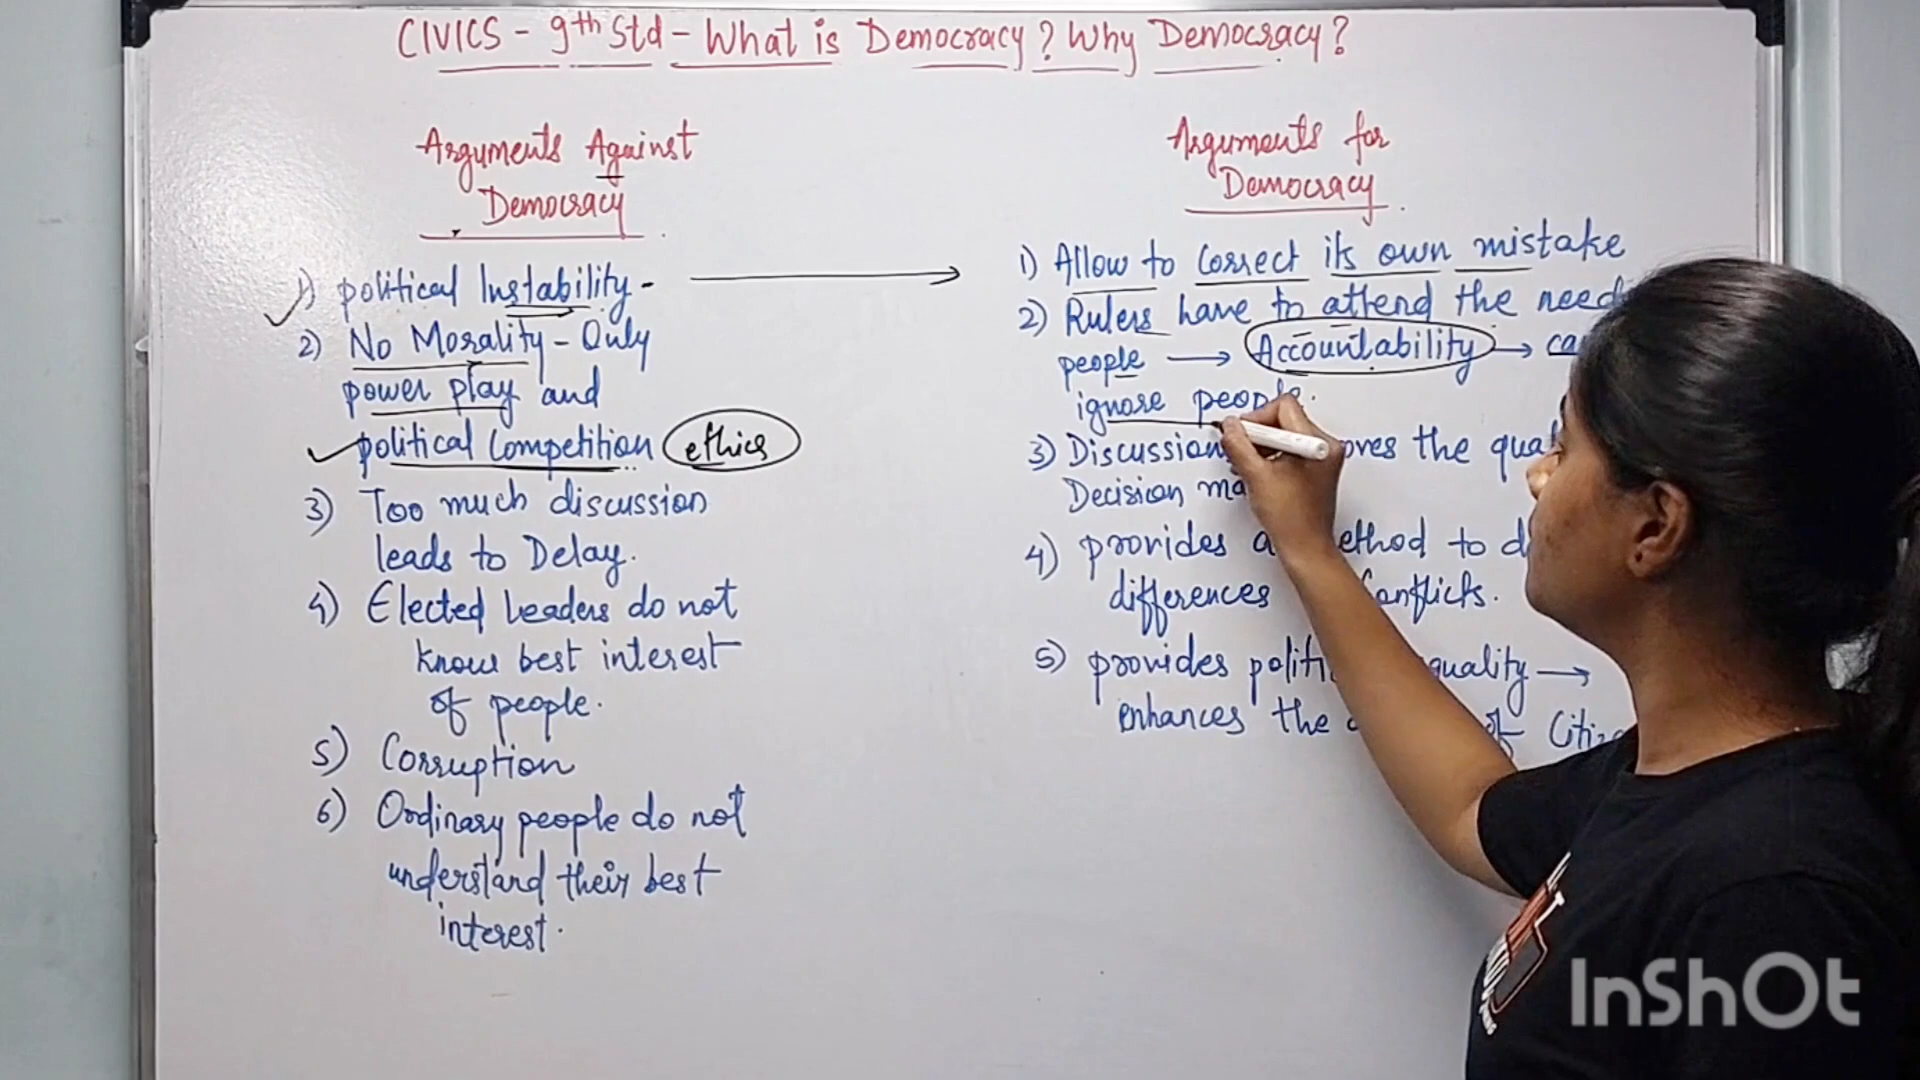 CIVICS - 9th Std - What is Democracy? Why Democracy?
Arguments Against
Democracy
1) political Instability -
2) No Morality - Only
power play and
political Competition ethics
3) Too much discussion
leads to Delay.
4) Elected leaders do not
know best interest
of people.
5) Corruption
6) Ordinary people do not
understand their best
interest.
Arguments for
Democracy
1) Allow to Correct its own mistake
2) Rulers have to attend the need
people → Accountability →
ignore people.
3) Discussion the
Decision
4) provides to
differences Conflicts.
5) provides →
enhances the of
InShOt